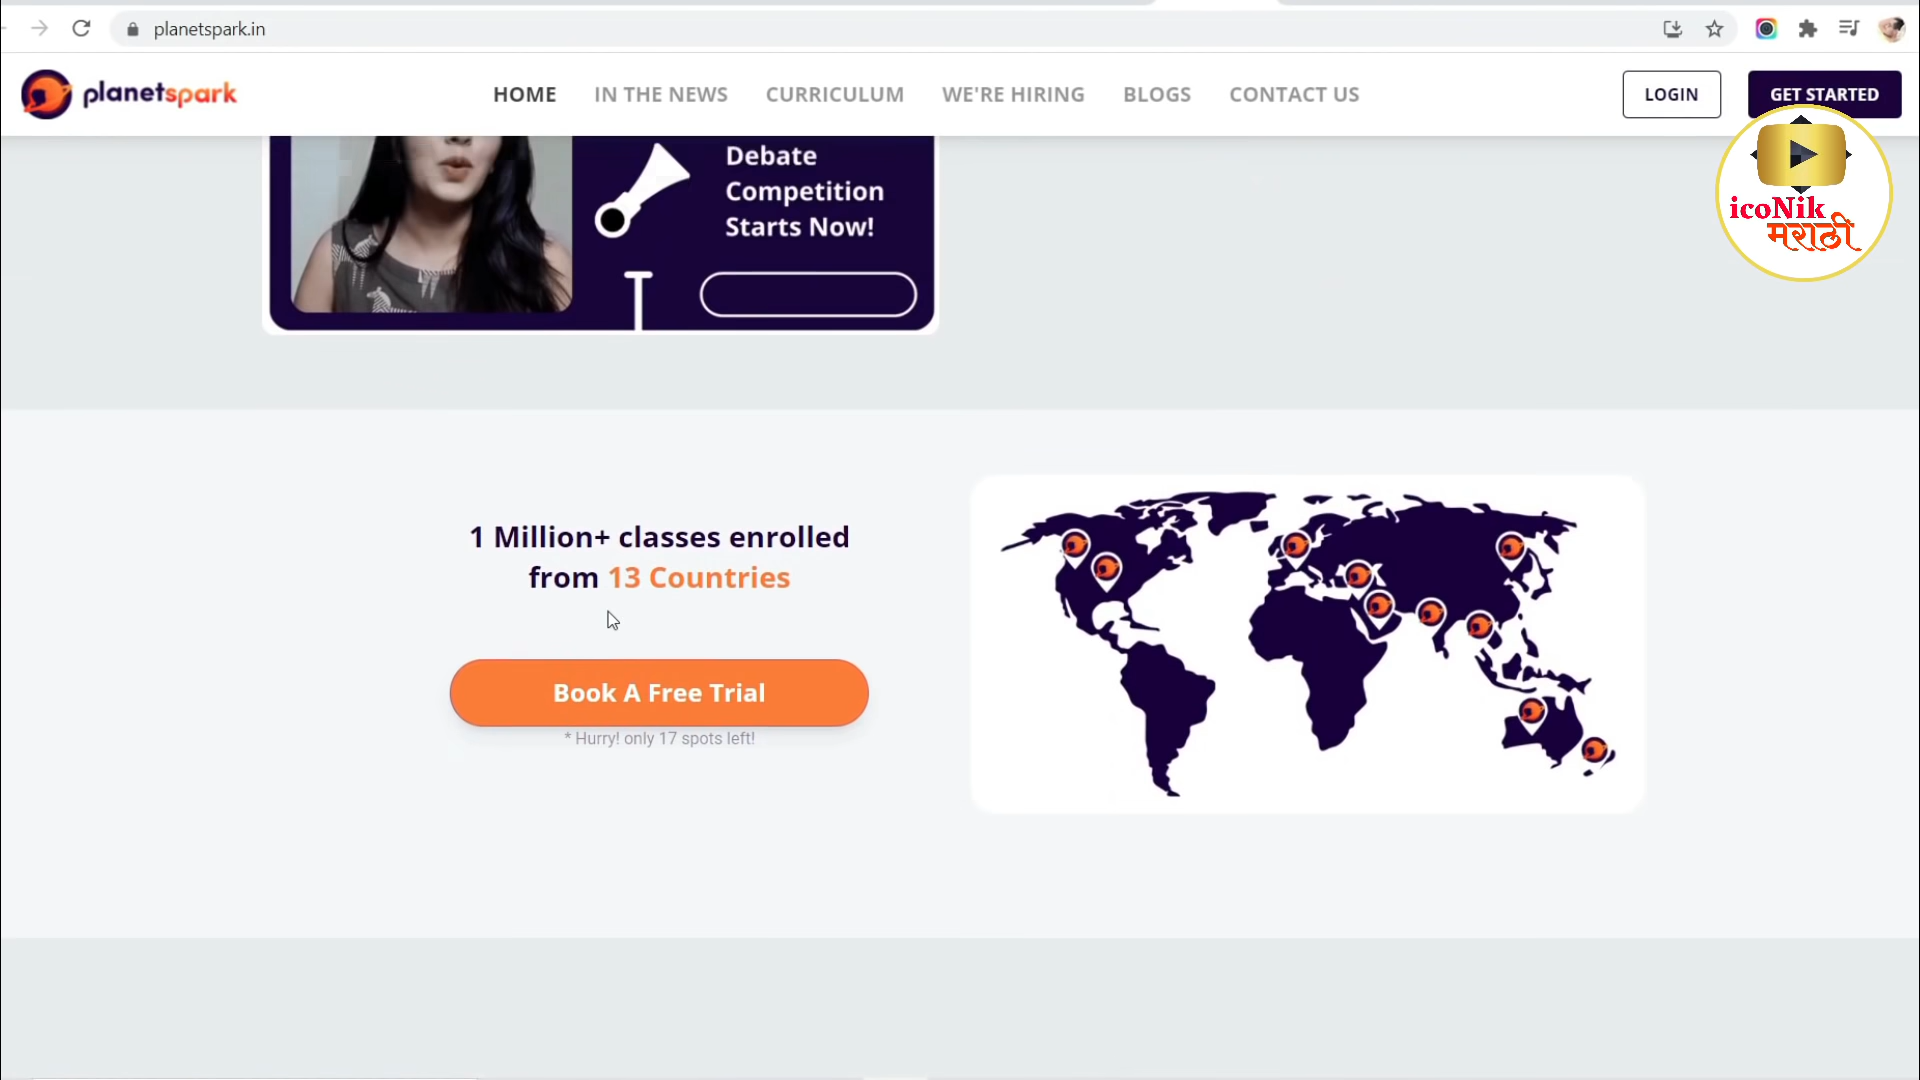 planetspark.in
planetspark
HOME
IN THE NEWS
CURRICULUM
WE'RE HIRING
BLOGS
CONTACT US
LOGIN
GET STARTED
icoNik
मराठी
Debate
Competition
Starts Now!
1 Million+ classes enrolled
from 13 Countries
Book A Free Trial
* Hurry! only 17 spots left!